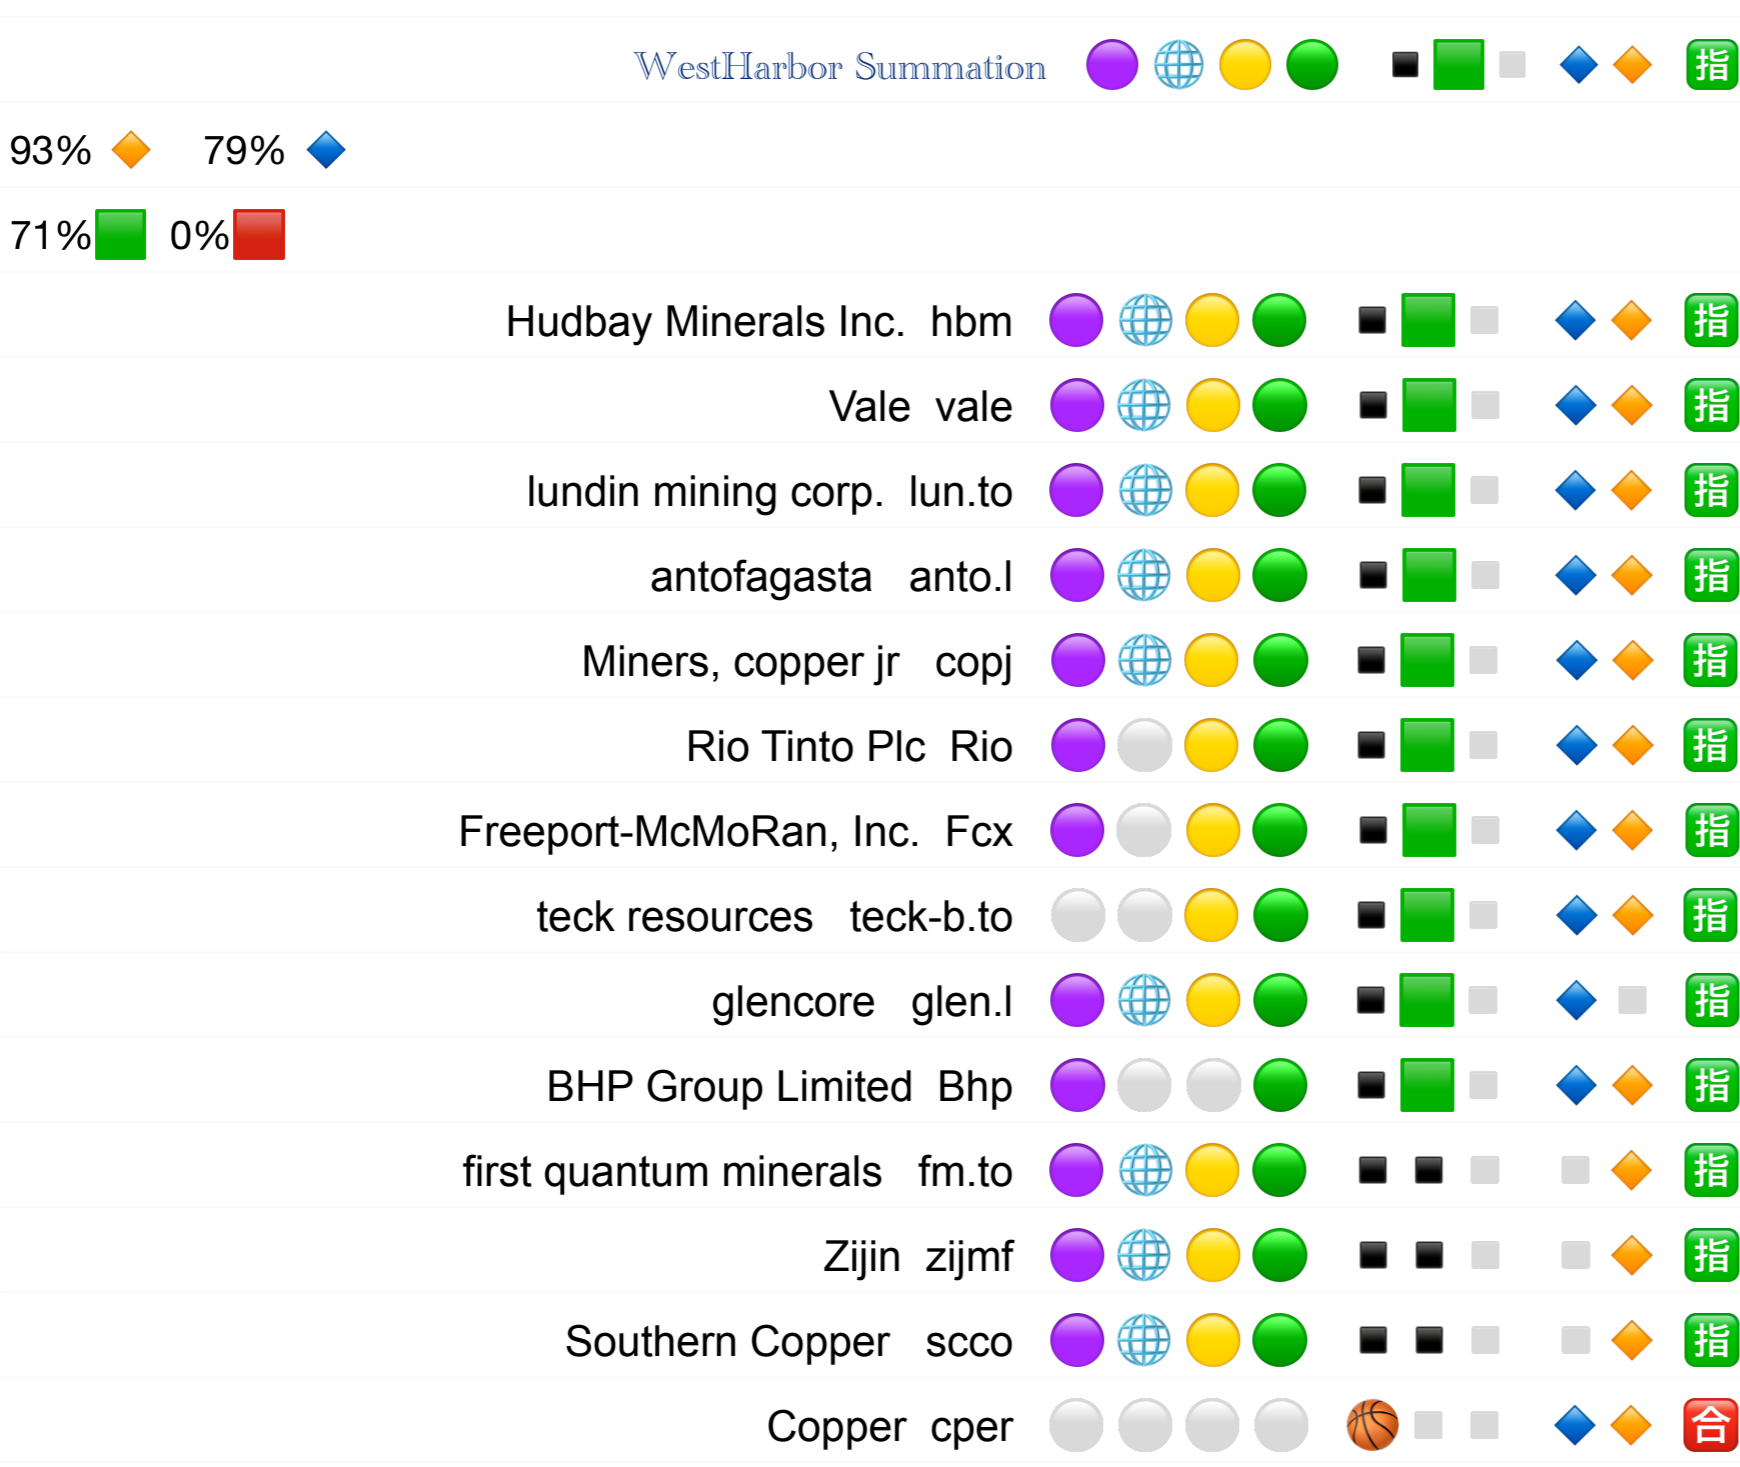 WestHarbor Summation 指
93% 79%
71% 0%
Hudbay Minerals Inc. hbm 指
Vale vale 指
lundin mining corp. lun.to 指
antofagasta anto.l 指
Miners, copper jr copj 指
Rio Tinto Plc Rio 指
Freeport-McMoRan, Inc. Fcx 指
teck resources teck-b.to 指
glencore glen.l 指
BHP Group Limited Bhp 指
first quantum minerals fm.to 指
Zijin zijmf 指
Southern Copper scco 指
Copper cper 合